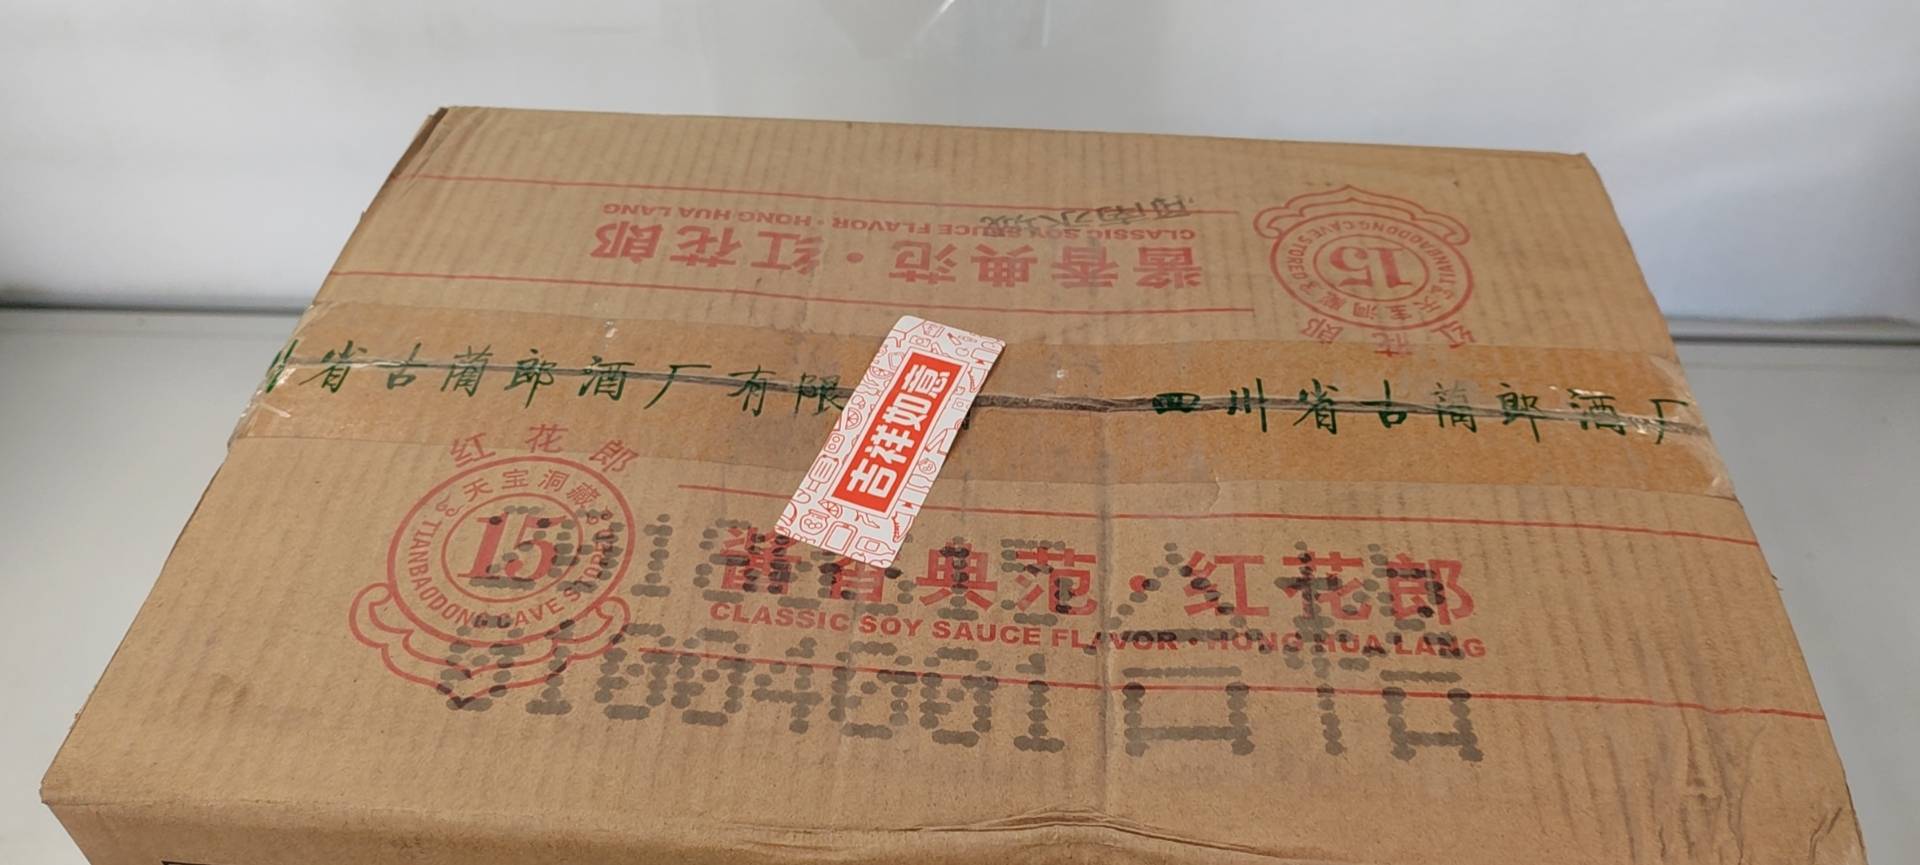 CLASSIC SOY SAUCE FLAVOR · HONG HUA LANG
酱香典范·红花郎
TIANBAODONG CAVE STORED
15
天宝洞藏
红花郎
省古蔺郎酒厂有限
四川省古蔺郎酒厂
吉祥如意
红花郎
天宝洞藏
15
TIANBAODONG CAVE STORED
酱香典范·红花郎
CLASSIC SOY SAUCE FLAVOR · HONG HUA LANG